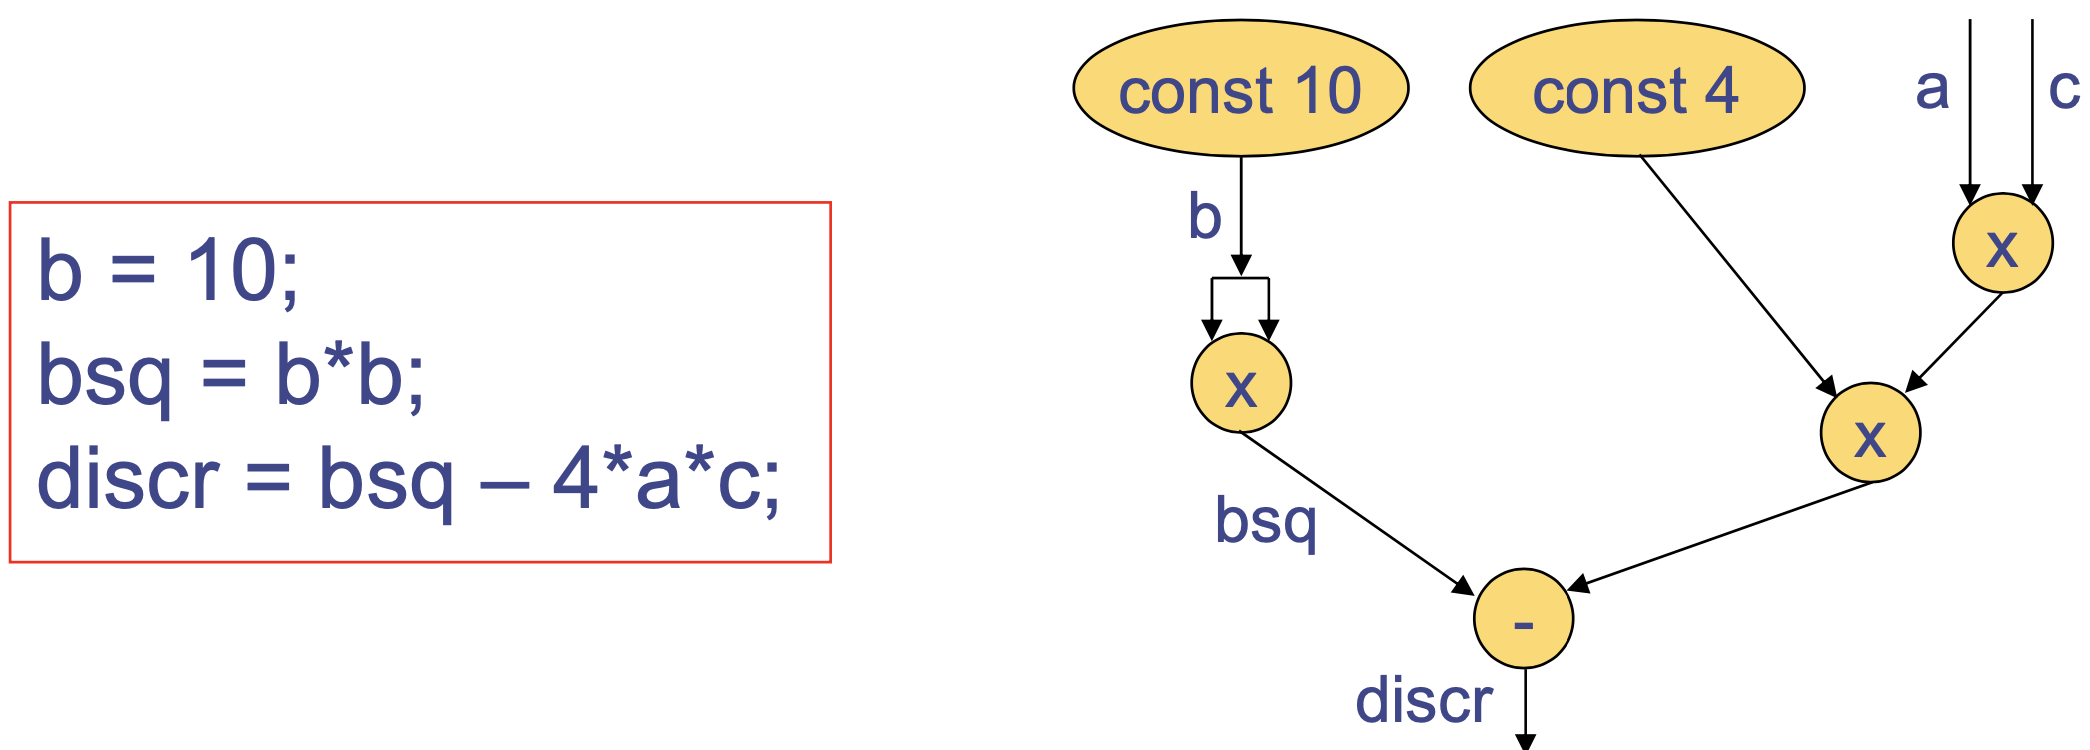 b = 10;
bsq = b*b;
discr = bsq – 4*a*c;
const 10
const 4
a
c
b
x
x
x
bsq
-
discr